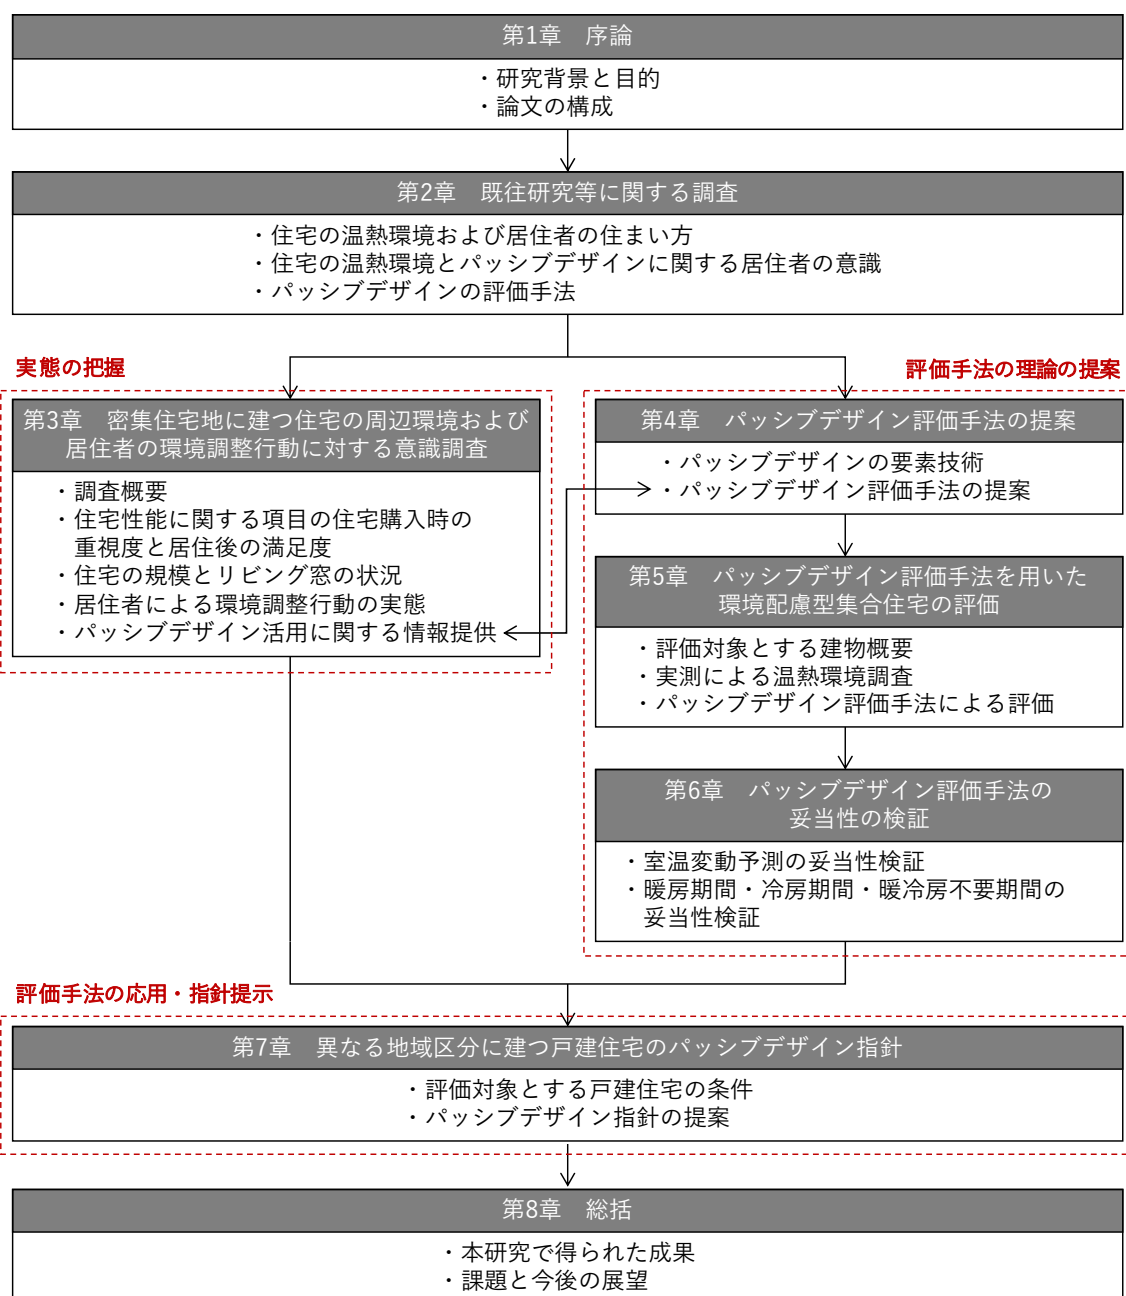 第1章　序論
・研究背景と目的
・論文の構成
第2章　既往研究等に関する調査
・住宅の温熱環境および居住者の住まい方
・住宅の温熱環境とパッシブデザインに関する居住者の意識
・パッシブデザインの評価手法
実態の把握
第3章　密集住宅地に建つ住宅の周辺環境および
居住者の環境調整行動に対する意識調査
・調査概要
・住宅性能に関する項目の住宅購入時の
重視度と居住後の満足度
・住宅の規模とリビング窓の状況
・居住者による環境調整行動の実態
・パッシブデザイン活用に関する情報提供
評価手法の理論の提案
第4章　パッシブデザイン評価手法の提案
・パッシブデザインの要素技術
・パッシブデザイン評価手法の提案
第5章　パッシブデザイン評価手法を用いた
環境配慮型集合住宅の評価
・評価対象とする建物概要
・実測による温熱環境調査
・パッシブデザイン評価手法による評価
第6章　パッシブデザイン評価手法の
妥当性の検証
・室温変動予測の妥当性検証
・暖房期間・冷房期間・暖冷房不要期間の
妥当性検証
評価手法の応用・指針提示
第7章　異なる地域区分に建つ戸建住宅のパッシブデザイン指針
・評価対象とする戸建住宅の条件
・パッシブデザイン指針の提案
第8章　総括
・本研究で得られた成果
・課題と今後の展望